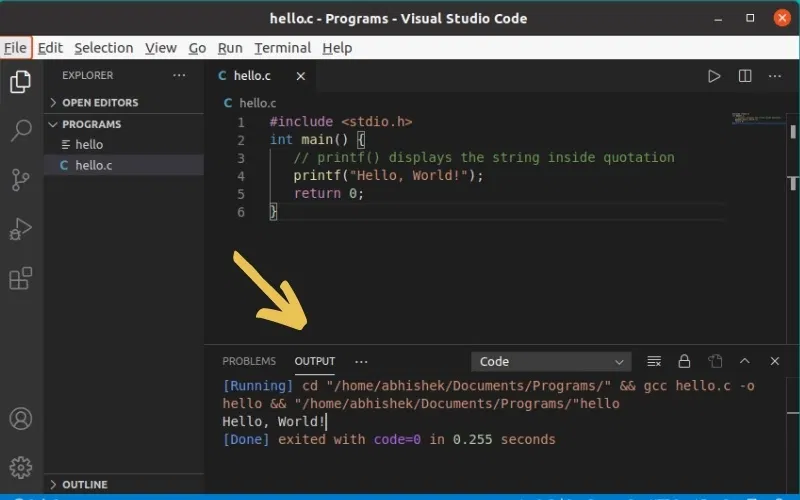 hello.c - Programs - Visual Studio Code
File Edit Selection View Go Run Terminal Help
EXPLORER
OPEN EDITORS
PROGRAMS
hello
C hello.c
OUTLINE
C hello.c
C hello.c
1 #include <stdio.h>
2 int main() {
3 // printf() displays the string inside quotation
4 printf("Hello, World!");
5 return 0;
6 }
PROBLEMS OUTPUT
Code
[Running] cd "/home/abhishek/Documents/Programs/" && gcc hello.c -o
hello && "/home/abhishek/Documents/Programs/"hello
Hello, World!
[Done] exited with code=0 in 0.255 seconds